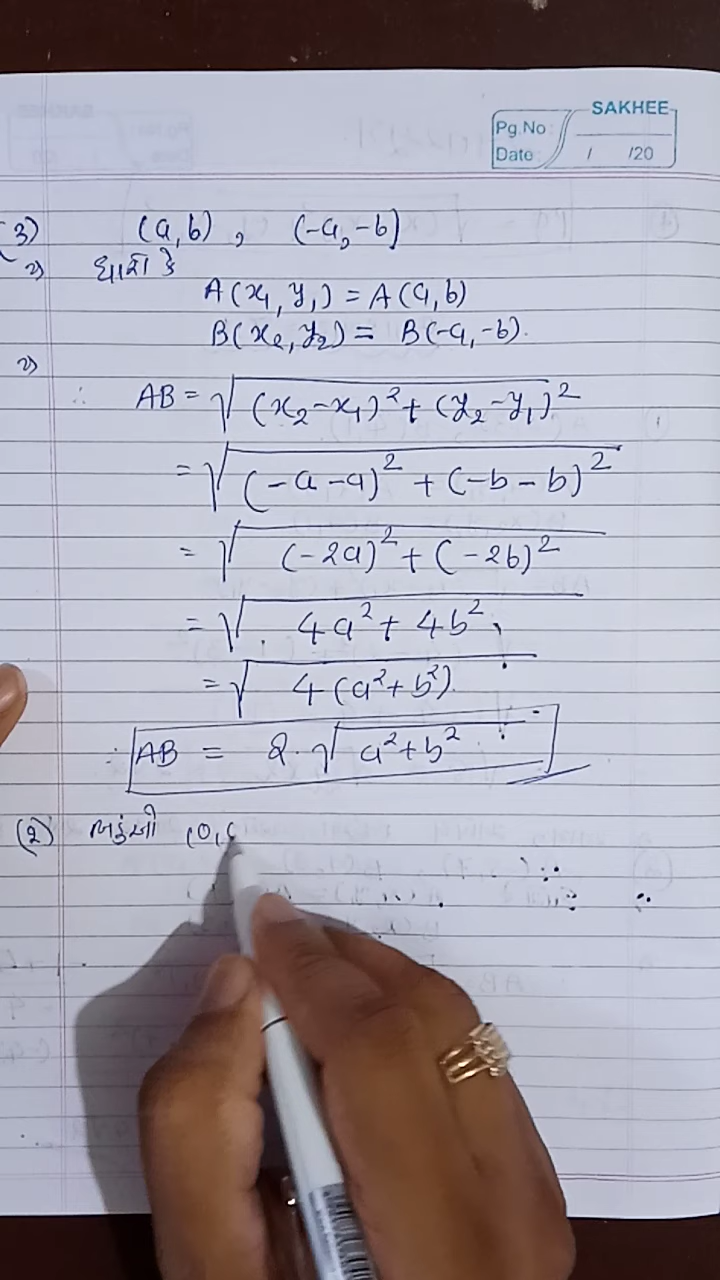 SAKHEE
Pg.No:
Date / /20
(3) (a,b) , (-a,-b)
ધારો કે
A(x₁, y₁) = A(a, b)
B(x₂, y₂) = B(-a, -b).
∴ AB = √(x₂-x₁)² + (y₂-y₁)²
= √(-a-a)² + (-b-b)²
= √(-2a)² + (-2b)²
= √4a² + 4b²
= √4(a²+b²)
∴ AB = 2.√a²+b²
(2) (0,